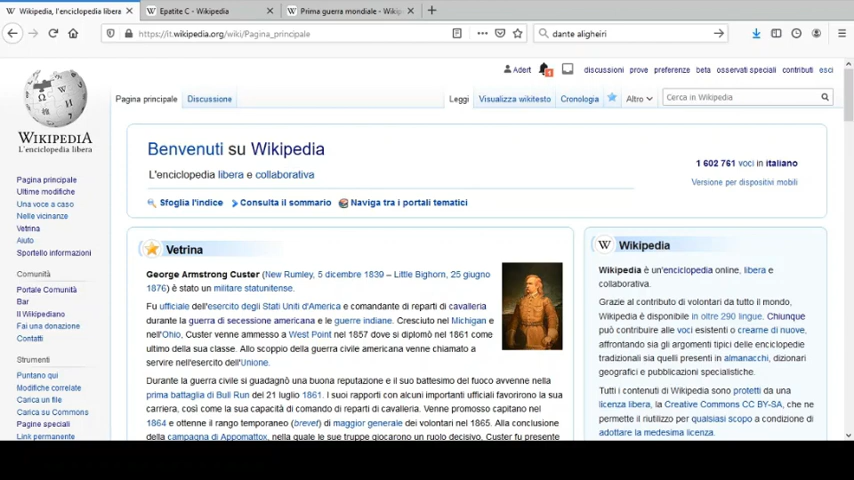 Wikipedia, l'enciclopedia libera
Epatite C - Wikipedia
Prima guerra mondiale - Wikip
https://it.wikipedia.org/wiki/Pagina_principale
dante aligheiri
Adert
1
discussioni
prove
preferenze
beta
osservati speciali
contributi
esci
Pagina principale
Discussione
Leggi
Visualizza wikitesto
Cronologia
Altro
Cerca in Wikipedia
WIKIPEDIA
L'enciclopedia libera
Pagina principale
Ultime modifiche
Una voce a caso
Nelle vicinanze
Vetrina
Aiuto
Sportello informazioni
Comunità
Portale Comunità
Bar
Il Wikipediano
Fai una donazione
Contatti
Strumenti
Puntano qui
Modifiche correlate
Carica un file
Carica su Commons
Pagine speciali
Link permanente
Benvenuti su Wikipedia
L'enciclopedia libera e collaborativa
1 602 761 voci in italiano
Versione per dispositivi mobili
Sfoglia l'indice
Consulta il sommario
Naviga tra i portali tematici
Vetrina
George Armstrong Custer (New Rumley, 5 dicembre 1839 – Little Bighorn, 25 giugno
1876) è stato un militare statunitense.
Fu ufficiale dell'esercito degli Stati Uniti d'America e comandante di reparti di cavalleria
durante la guerra di secessione americana e le guerre indiane. Cresciuto nel Michigan e
nell'Ohio, Custer venne ammesso a West Point nel 1857 dove si diplomò nel 1861 come
ultimo della sua classe. Allo scoppio della guerra civile americana venne chiamato a
servire nell'esercito dell'Unione.
Durante la guerra civile si guadagnò una buona reputazione e il suo battesimo del fuoco avvenne nella
prima battaglia di Bull Run del 21 luglio 1861. I suoi rapporti con alcuni importanti ufficiali favorirono la sua
carriera, così come la sua capacità di comando di reparti di cavalleria. Venne promosso capitano nel
1864 e ottenne il rango temporaneo (brevet) di maggior generale dei volontari nel 1865. Alla conclusione
della campagna di Appomattox, nella quale le sue truppe giocarono un ruolo decisivo, Custer fu presente
Wikipedia
Wikipedia è un'enciclopedia online, libera e
collaborativa.
Grazie al contributo di volontari da tutto il mondo,
Wikipedia è disponibile in oltre 290 lingue. Chiunque
può contribuire alle voci esistenti o crearne di nuove,
affrontando sia gli argomenti tipici delle enciclopedie
tradizionali sia quelli presenti in almanacchi, dizionari
geografici e pubblicazioni specialistiche.
Tutti i contenuti di Wikipedia sono protetti da una
licenza libera, la Creative Commons CC BY-SA, che ne
permette il riutilizzo per qualsiasi scopo a condizione di
adottare la medesima licenza.